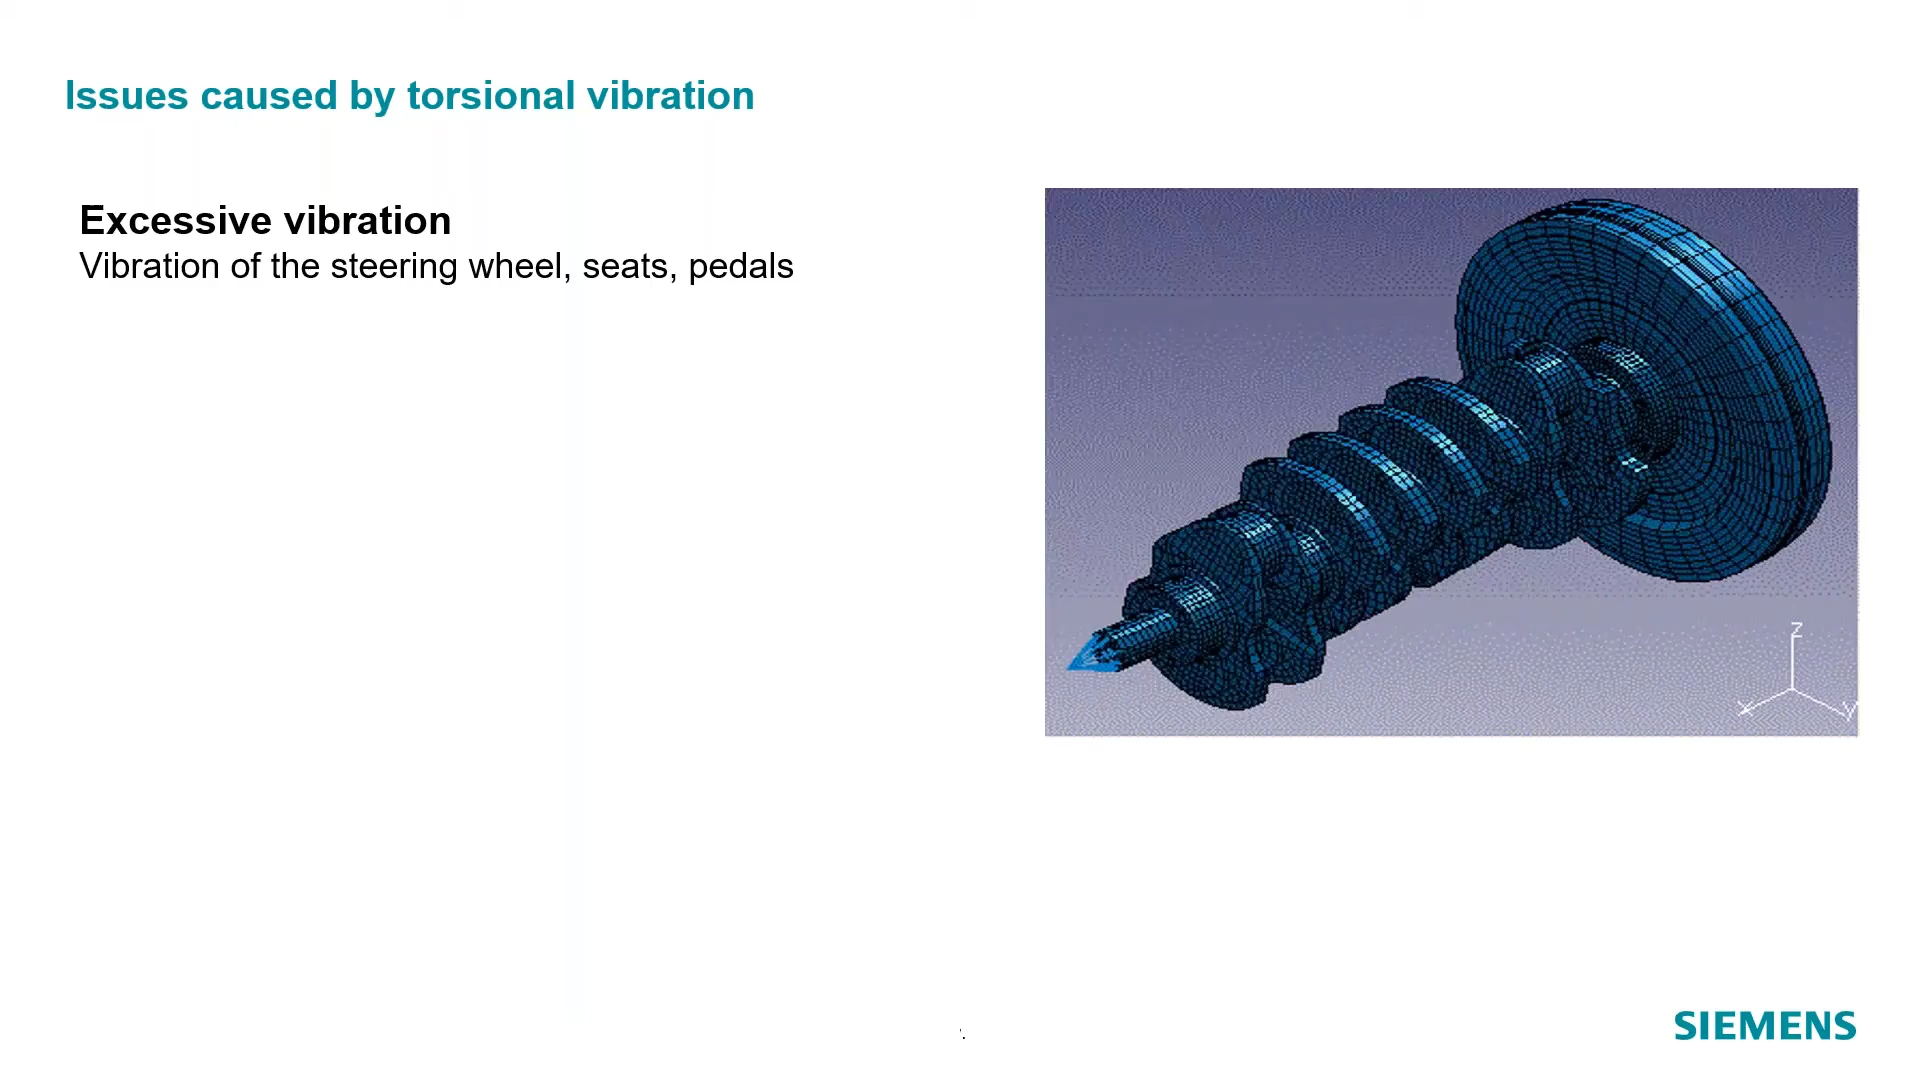 Issues caused by torsional vibration
Excessive vibration
Vibration of the steering wheel, seats, pedals
z
x
y
SIEMENS